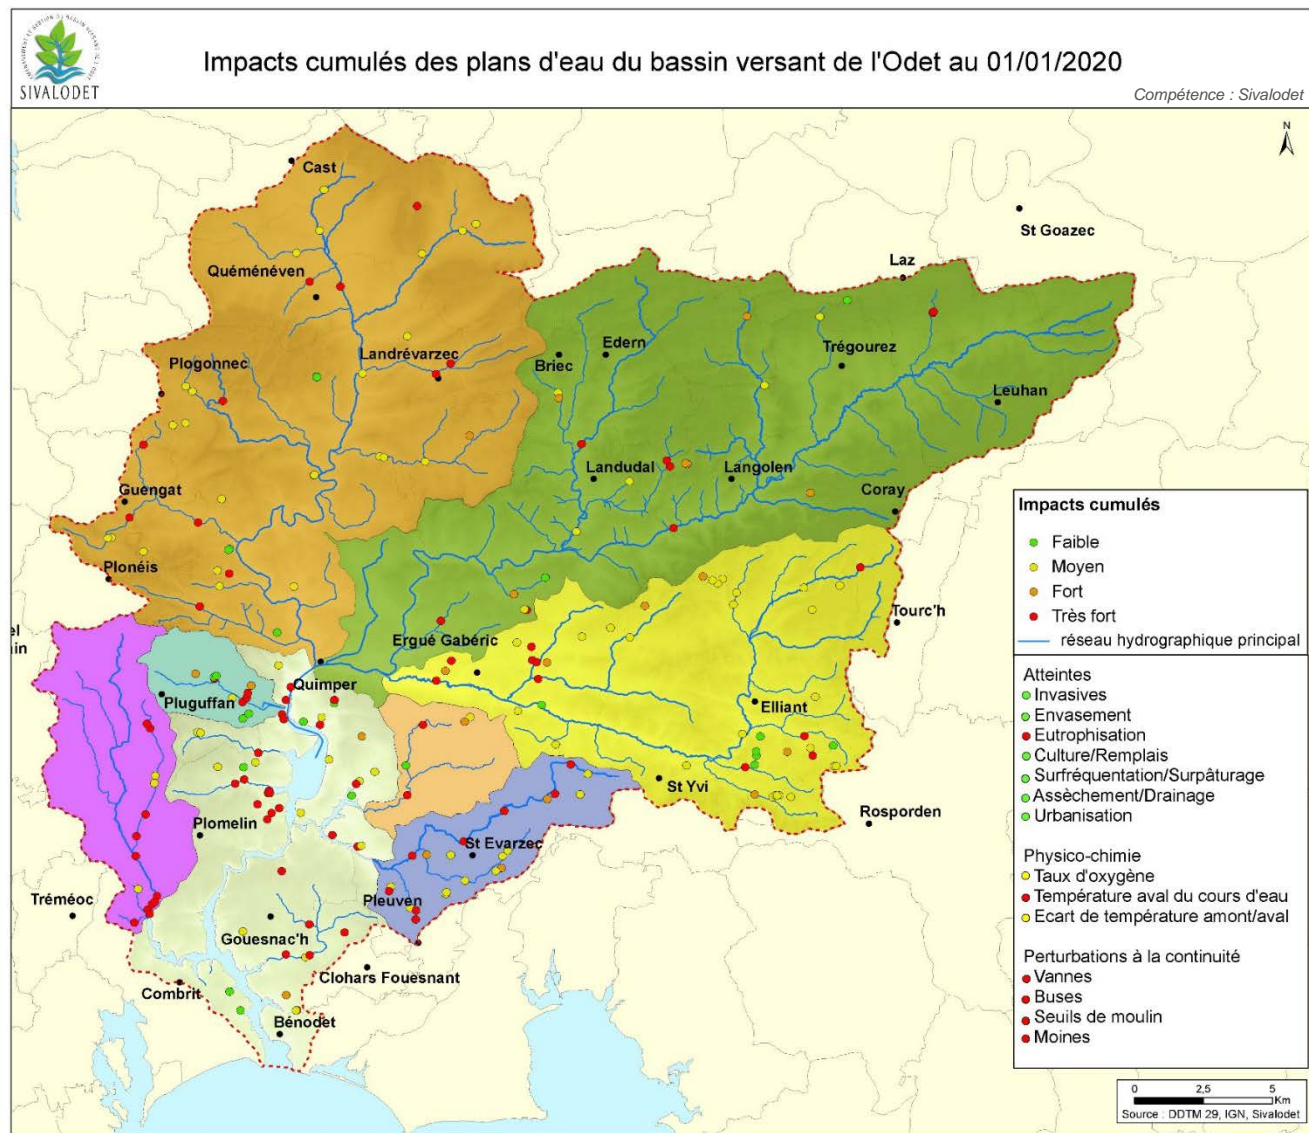 SIVALODET
Impacts cumulés des plans d'eau du bassin versant de l'Odet au 01/01/2020
Compétence : Sivalodet
N
Cast
St Goazec
Laz
Quéménéven
Edern
Trégourez
Landrévarzec
Briec
Plogonnec
Leuhan
Landudal
Langolen
Coray
Guengat
Plonéis
Tourc'h
Ergué Gabéric
Quimper
Pluguffan
Elliant
St Yvi
Rosporden
Plomelin
St Evarzec
Tréméoc
Pleuven
Gouesnac'h
Clohars Fouesnant
Combrit
Bénodet
Impacts cumulés
Faible
Moyen
Fort
Très fort
réseau hydrographique principal
Atteintes
Invasives
Envasement
Eutrophisation
Culture/Remplais
Surfréquentation/Surpâturage
Assèchement/Drainage
Urbanisation
Physico-chimie
Taux d'oxygène
Température aval du cours d'eau
Ecart de température amont/aval
Perturbations à la continuité
Vannes
Buses
Seuils de moulin
Moines
0 2,5 5
Km
Source : DDTM 29, IGN, Sivalodet